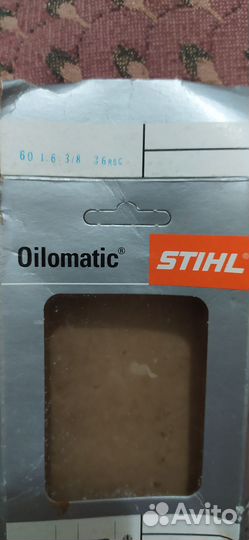 60 1.6 3/8 36RSC
Oilomatic®
STIHL
Avito